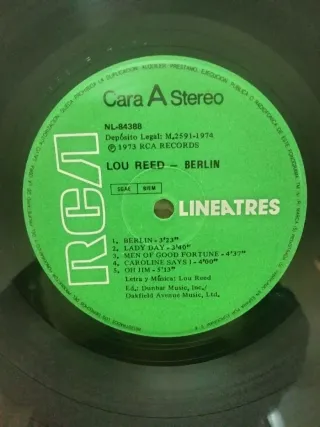 Cara A Stereo
NL-84388
Depósito Legal: M.2591-1974
Ⓟ 1973 RCA RECORDS
LOU REED — BERLIN
SGAE BIEM
RCA
LINEATRES
1. BERLIN - 3'23"
2. LADY DAY - 3'40"
3. MEN OF GOOD FORTUNE - 4'37"
4. CAROLINE SAYS I - 4'00"
5. OH JIM - 5'13"
Letra y Música: Lou Reed
Ed.: Dunbar Music, Inc./
Oakfield Avenue Music, Ltd.